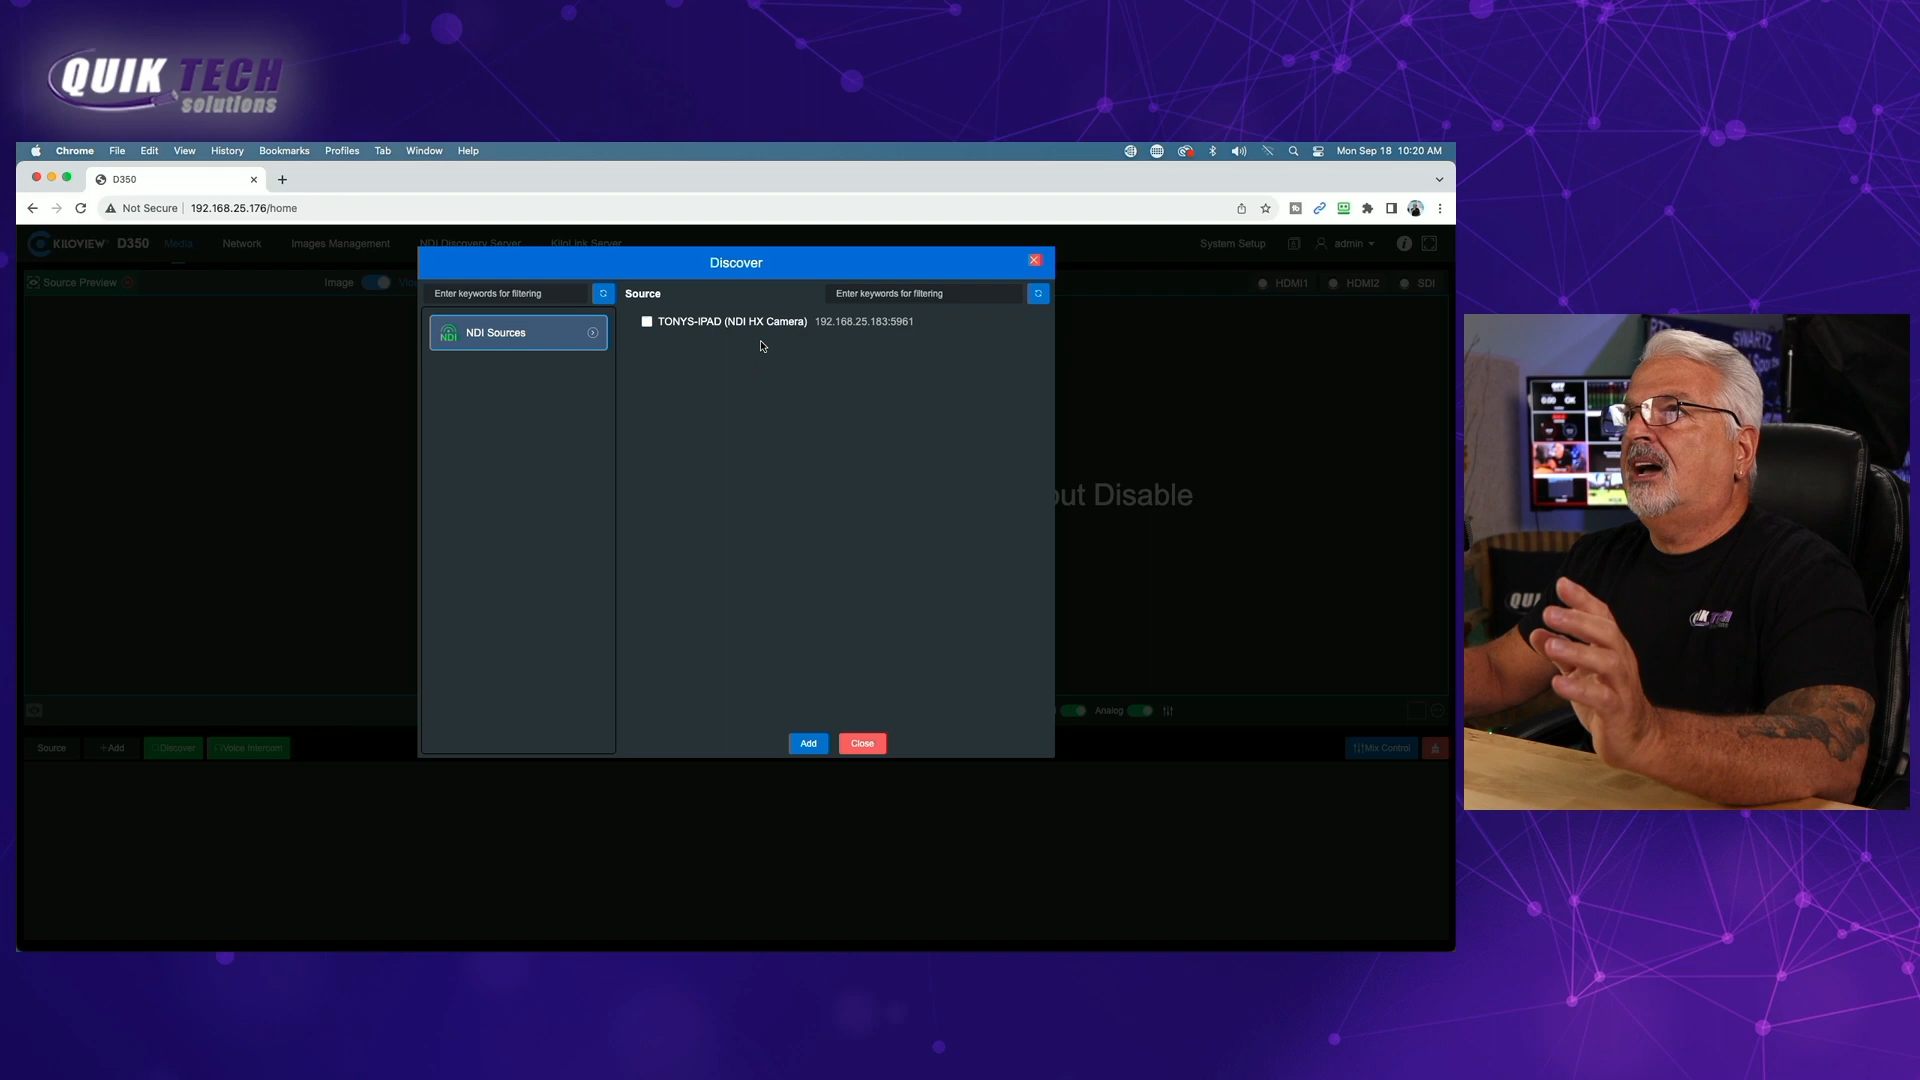 QUIK TECH
solutions
Chrome File Edit View History Bookmarks Profiles Tab Window Help
Mon Sep 18 10:20 AM
D350
Not Secure 192.168.25.176/home
KILOVIEW D350 Media Network Images Management NDI Discovery Server KiloLink Server System Setup admin
Discover
Source Preview Image HDMI1 HDMI2 SDI
Enter keywords for filtering Source Enter keywords for filtering
NDI NDI Sources
TONYS-IPAD (NDI HX Camera) 192.168.25.183:5961
out Disable
Analog
Add Close
Source +Add Discover Voice Intercom Mix Control
SWARTZ
QUI